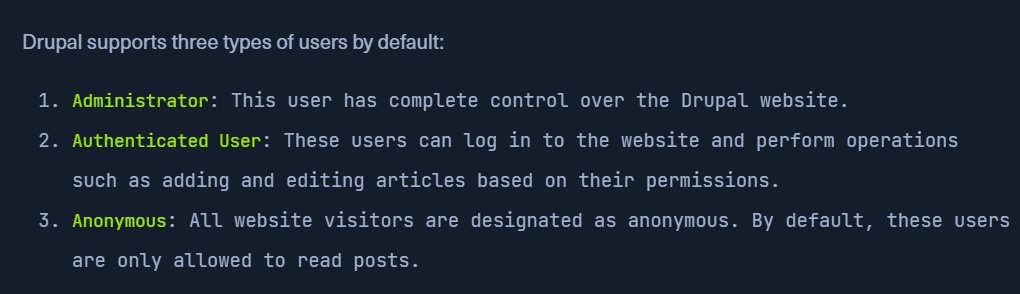 Drupal supports three types of users by default:
1. Administrator: This user has complete control over the Drupal website.
2. Authenticated User: These users can log in to the website and perform operations
such as adding and editing articles based on their permissions.
3. Anonymous: All website visitors are designated as anonymous. By default, these users
are only allowed to read posts.